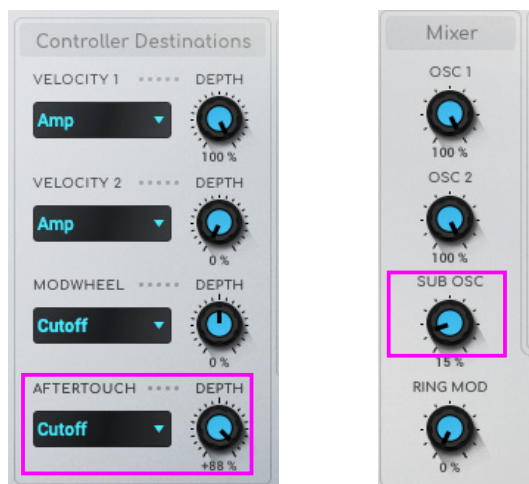 Controller Destinations
VELOCITY 1 DEPTH
Amp
100 %
VELOCITY 2 DEPTH
Amp
0 %
MODWHEEL DEPTH
Cutoff
0 %
AFTERTOUCH DEPTH
Cutoff
+88 %
Mixer
OSC 1
100 %
OSC 2
100 %
SUB OSC
15 %
RING MOD
0 %